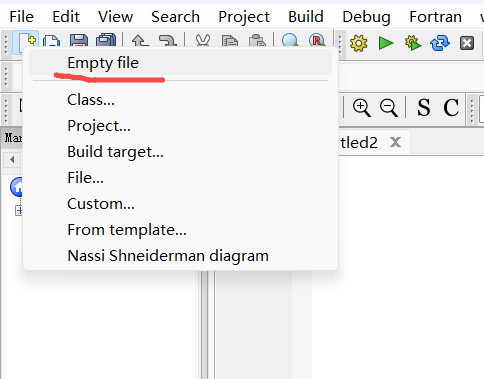 File Edit View Search Project Build Debug Fortran
Empty file
Class...
Project...
Build target...
File...
Custom...
From template...
Nassi Shneiderman diagram
S C
tled2
Mar